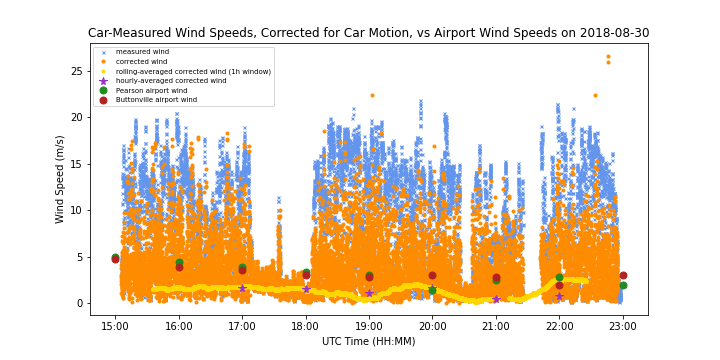 Car-Measured Wind Speeds, Corrected for Car Motion, vs Airport Wind Speeds on 2018-08-30
measured wind
corrected wind
rolling-averaged corrected wind (1h window)
hourly-averaged corrected wind
Pearson airport wind
Buttonville airport wind
Wind Speed (m/s)
25
20
15
10
5
0
15:00 16:00 17:00 18:00 19:00 20:00 21:00 22:00 23:00
UTC Time (HH:MM)